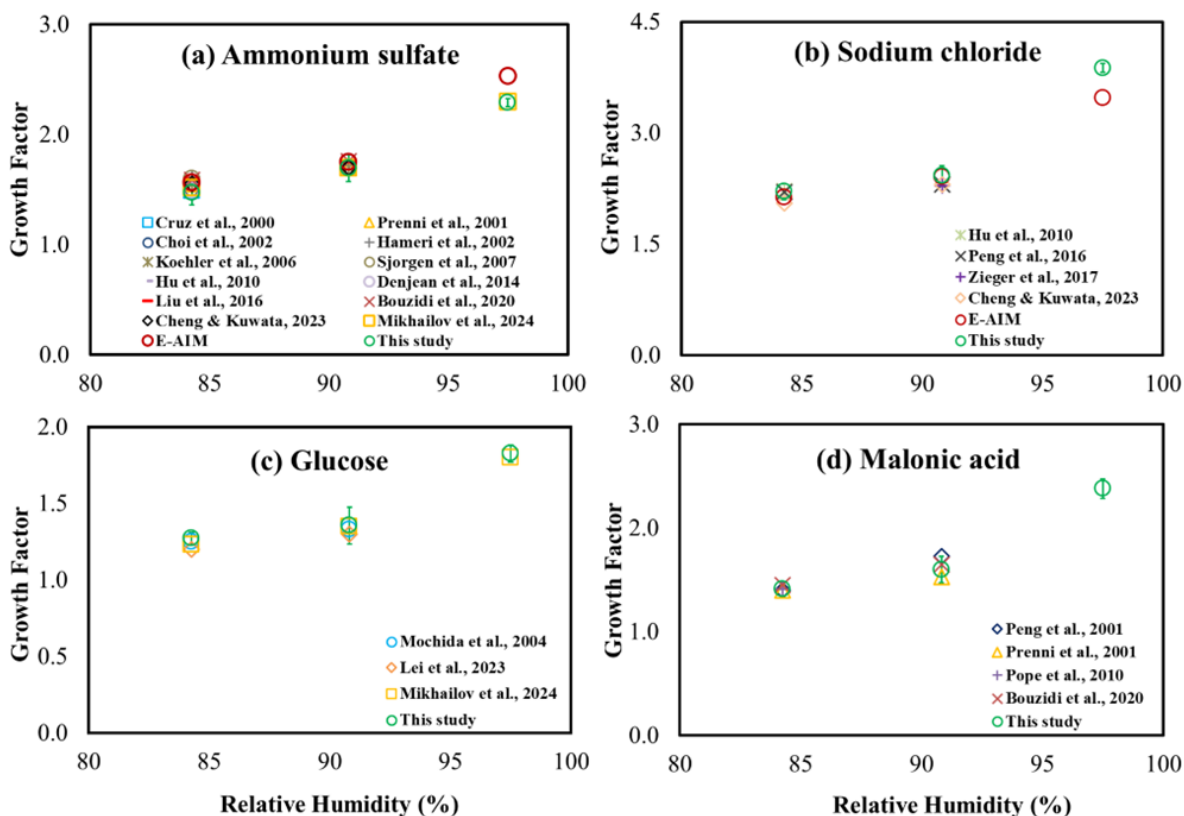 (a) Ammonium sulfate
Growth Factor
3.0
2.0
1.0
0.0
Cruz et al., 2000
Prenni et al., 2001
Choi et al., 2002
Hameri et al., 2002
Koehler et al., 2006
Sjorgen et al., 2007
Hu et al., 2010
Denjean et al., 2014
Liu et al., 2016
Bouzidi et al., 2020
Cheng & Kuwata, 2023
Mikhailov et al., 2024
E-AIM
This study
80 85 90 95 100
(b) Sodium chloride
Growth Factor
4.5
3.0
1.5
0.0
Hu et al., 2010
Peng et al., 2016
Zieger et al., 2017
Cheng & Kuwata, 2023
E-AIM
This study
80 85 90 95 100
(c) Glucose
Growth Factor
2.0
1.5
1.0
0.5
0.0
Mochida et al., 2004
Lei et al., 2023
Mikhailov et al., 2024
This study
80 85 90 95 100
Relative Humidity (%)
(d) Malonic acid
Growth Factor
3.0
2.0
1.0
0.0
Peng et al., 2001
Prenni et al., 2001
Pope et al., 2010
Bouzidi et al., 2020
This study
80 85 90 95 100
Relative Humidity (%)